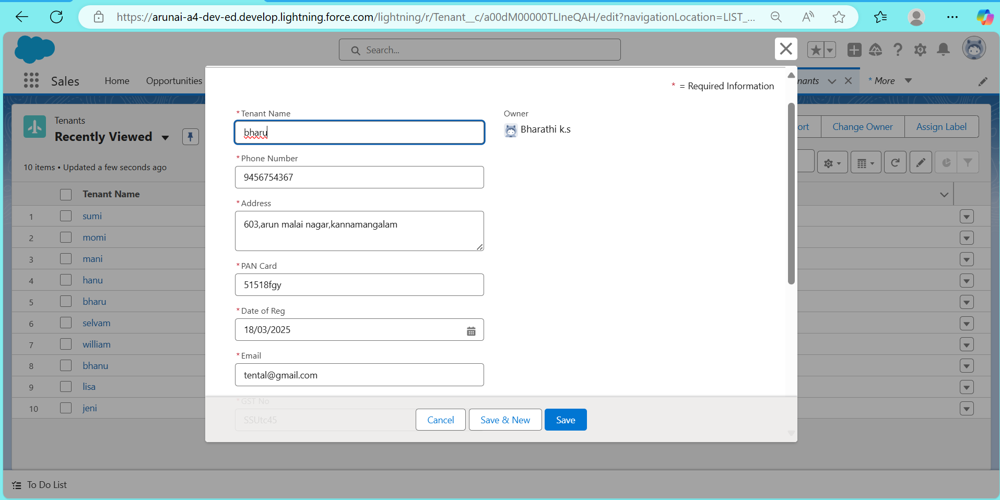 https://arunai-a4-dev-ed.develop.lightning.force.com/lightning/r/Tenant__c/a00dM00000TLIneQAH/edit?navigationLocation=LIST_...
Search...
Sales
Home
Opportunities
nants
* More
* = Required Information
Tenants
Recently Viewed
ort
Change Owner
Assign Label
10 items • Updated a few seconds ago
Tenant Name
1 sumi
2 momi
3 mani
4 hanu
5 bharu
6 selvam
7 william
8 bhanu
9 lisa
10 jeni
* Tenant Name
bharu
Owner
Bharathi k.s
* Phone Number
9456754367
* Address
603,arun malai nagar,kannamangalam
* PAN Card
51518fgy
* Date of Reg
18/03/2025
* Email
tental@gmail.com
* GST No
SSUtc45
Cancel
Save & New
Save
To Do List